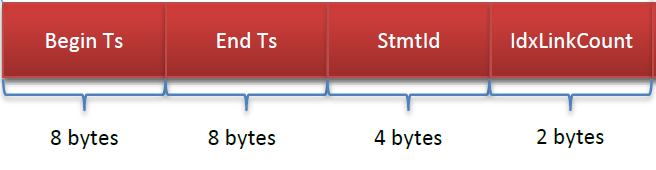 Begin Ts End Ts StmtId IdxLinkCount
8 bytes 8 bytes 4 bytes 2 bytes